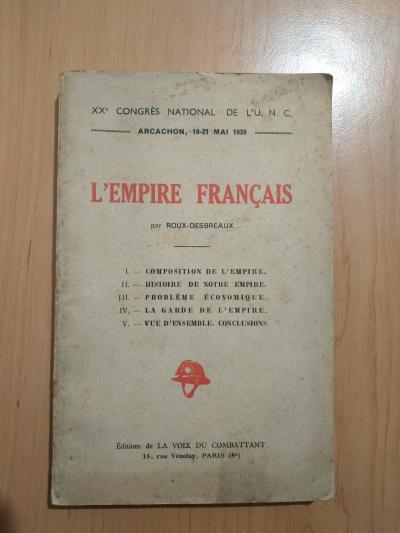 XXe CONGRÈS NATIONAL DE L'U. N. C.
ARCACHON, 18-21 MAI 1939
L'EMPIRE FRANÇAIS
par ROUX-DESBREAUX
I. — COMPOSITION DE L'EMPIRE.
II. — HISTOIRE DE NOTRE EMPIRE.
III. — PROBLÈME ÉCONOMIQUE.
IV. — LA GARDE DE L'EMPIRE.
V. — VUE D'ENSEMBLE. CONCLUSIONS
Éditions de LA VOIX DU COMBATTANT
18, rue Vézelay, PARIS (8e)